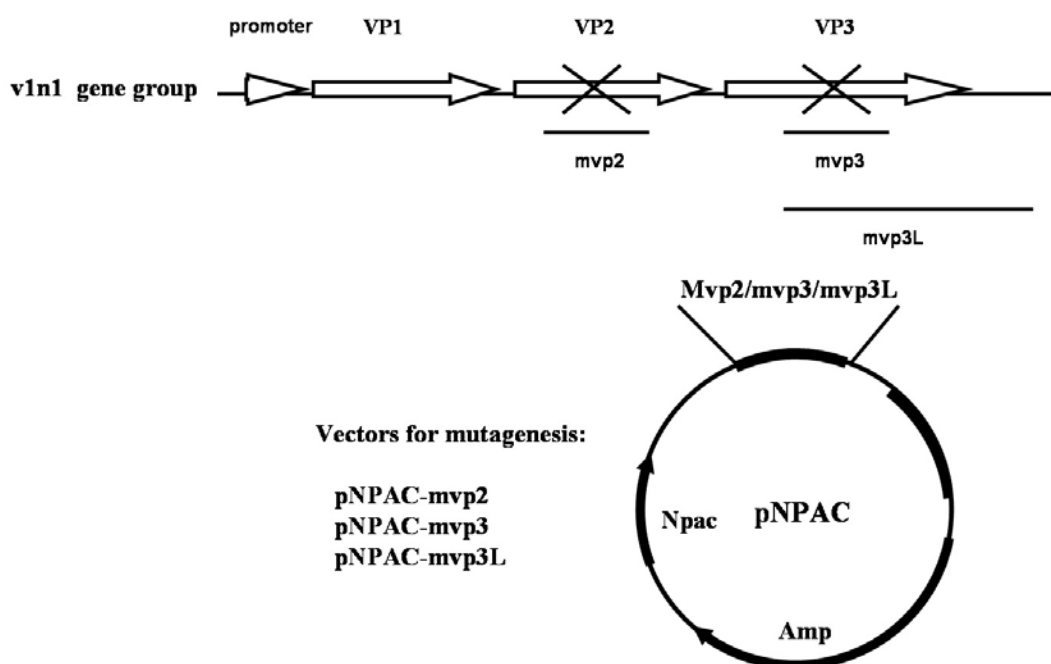 promoter VP1 VP2 VP3
v1n1 gene group
mvp2 mvp3
mvp3L
Mvp2/mvp3/mvp3L
Vectors for mutagenesis:
pNPAC-mvp2
pNPAC-mvp3
pNPAC-mvp3L
Npac pNPAC
Amp